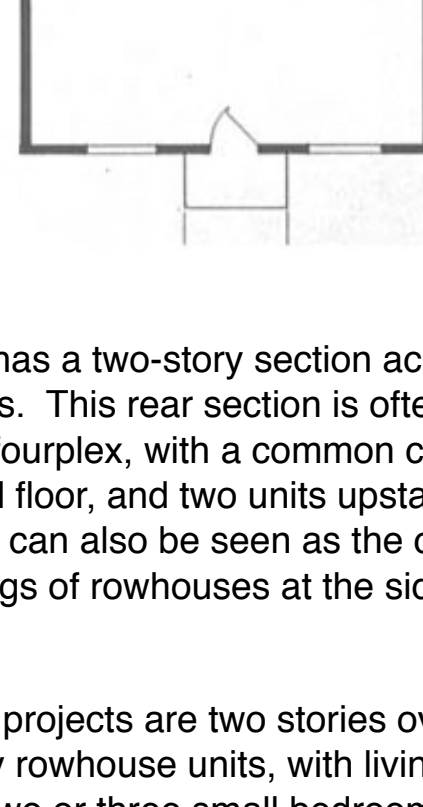 has a two-story section ac
s. This rear section is ofte
ourplex, with a common c
floor, and two units upsta
can also be seen as the c
gs of rowhouses at the sid
projects are two stories ov
rowhouse units, with livin
wo or three small bedroom